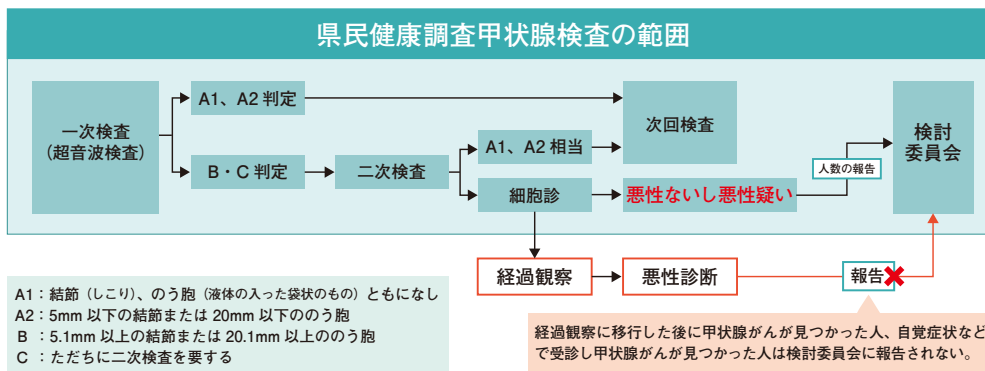 県民健康調査甲状腺検査の範囲
一次検査
（超音波検査）
A1、A2 判定
B・C 判定
二次検査
A1、A2 相当
細胞診
次回検査
悪性ないし悪性疑い
人数の報告
検討
委員会
経過観察
悪性診断
報告
A1：結節（しこり）、のう胞（液体の入った袋状のもの）ともになし
A2：5mm 以下の結節または 20mm 以下ののう胞
B ：5.1mm 以上の結節または 20.1mm 以上ののう胞
C ：ただちに二次検査を要する
経過観察に移行した後に甲状腺がんが見つかった人、自覚症状など
で受診し甲状腺がんが見つかった人は検討委員会に報告されない。